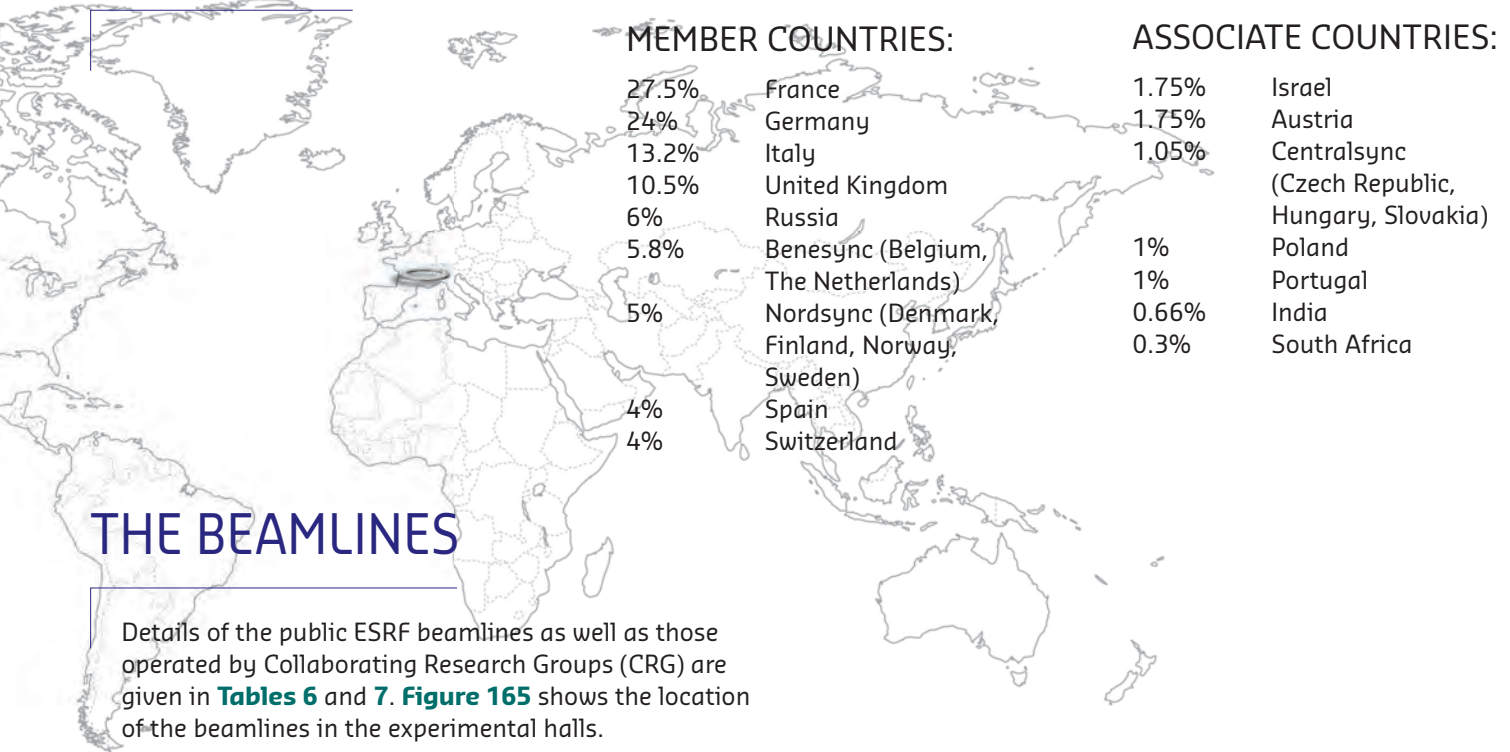 MEMBER COUNTRIES:
27.5% France
24% Germany
13.2% Italy
10.5% United Kingdom
6% Russia
5.8% Benesync (Belgium,
The Netherlands)
5% Nordsync (Denmark,
Finland, Norway,
Sweden)
4% Spain
4% Switzerland
ASSOCIATE COUNTRIES:
1.75% Israel
1.75% Austria
1.05% Centralsync
(Czech Republic,
Hungary, Slovakia)
1% Poland
1% Portugal
0.66% India
0.3% South Africa
THE BEAMLINES
Details of the public ESRF beamlines as well as those
operated by Collaborating Research Groups (CRG) are
given in Tables 6 and 7. Figure 165 shows the location
of the beamlines in the experimental halls.